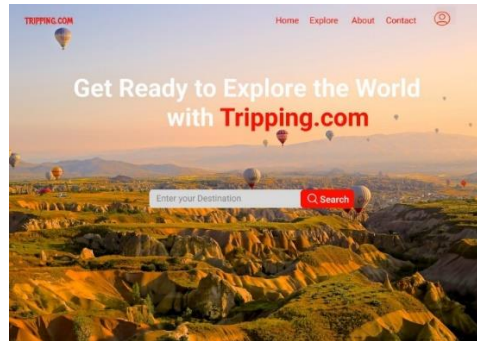 TRIPPING.COM
Home Explore About Contact
Get Ready to Explore the World
with Tripping.com
Enter your Destination
Search